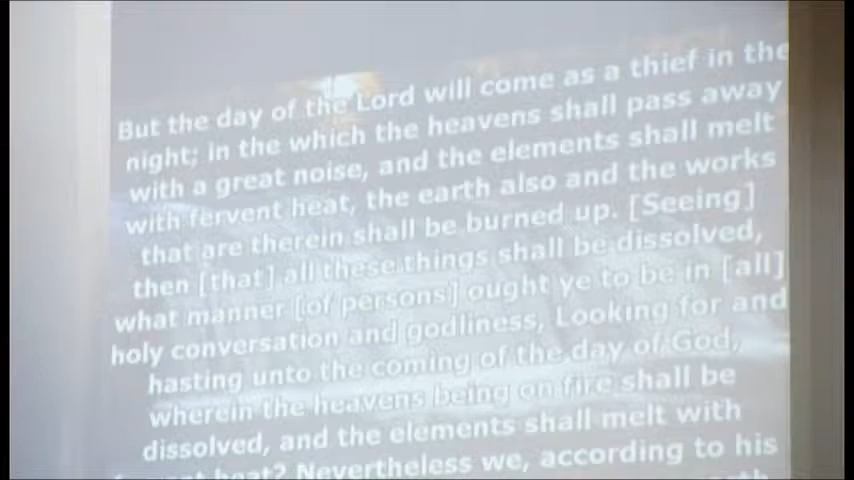 But the day of the Lord will come as a thief in the
night; in the which the heavens shall pass away
with a great noise, and the elements shall melt
with fervent heat, the earth also and the works
that are therein shall be burned up. [Seeing]
then [that] all these things shall be dissolved,
what manner [of persons] ought ye to be in [all]
holy conversation and godliness, Looking for and
hasting unto the coming of the day of God,
wherein the heavens being on fire shall be
dissolved, and the elements shall melt with
heat? Nevertheless we, according to his